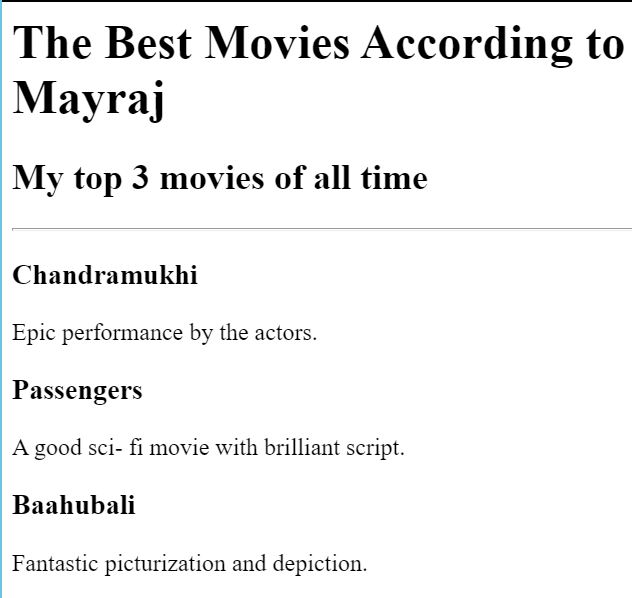 The Best Movies According to
Mayraj
My top 3 movies of all time
Chandramukhi
Epic performance by the actors.
Passengers
A good sci- fi movie with brilliant script.
Baahubali
Fantastic picturization and depiction.